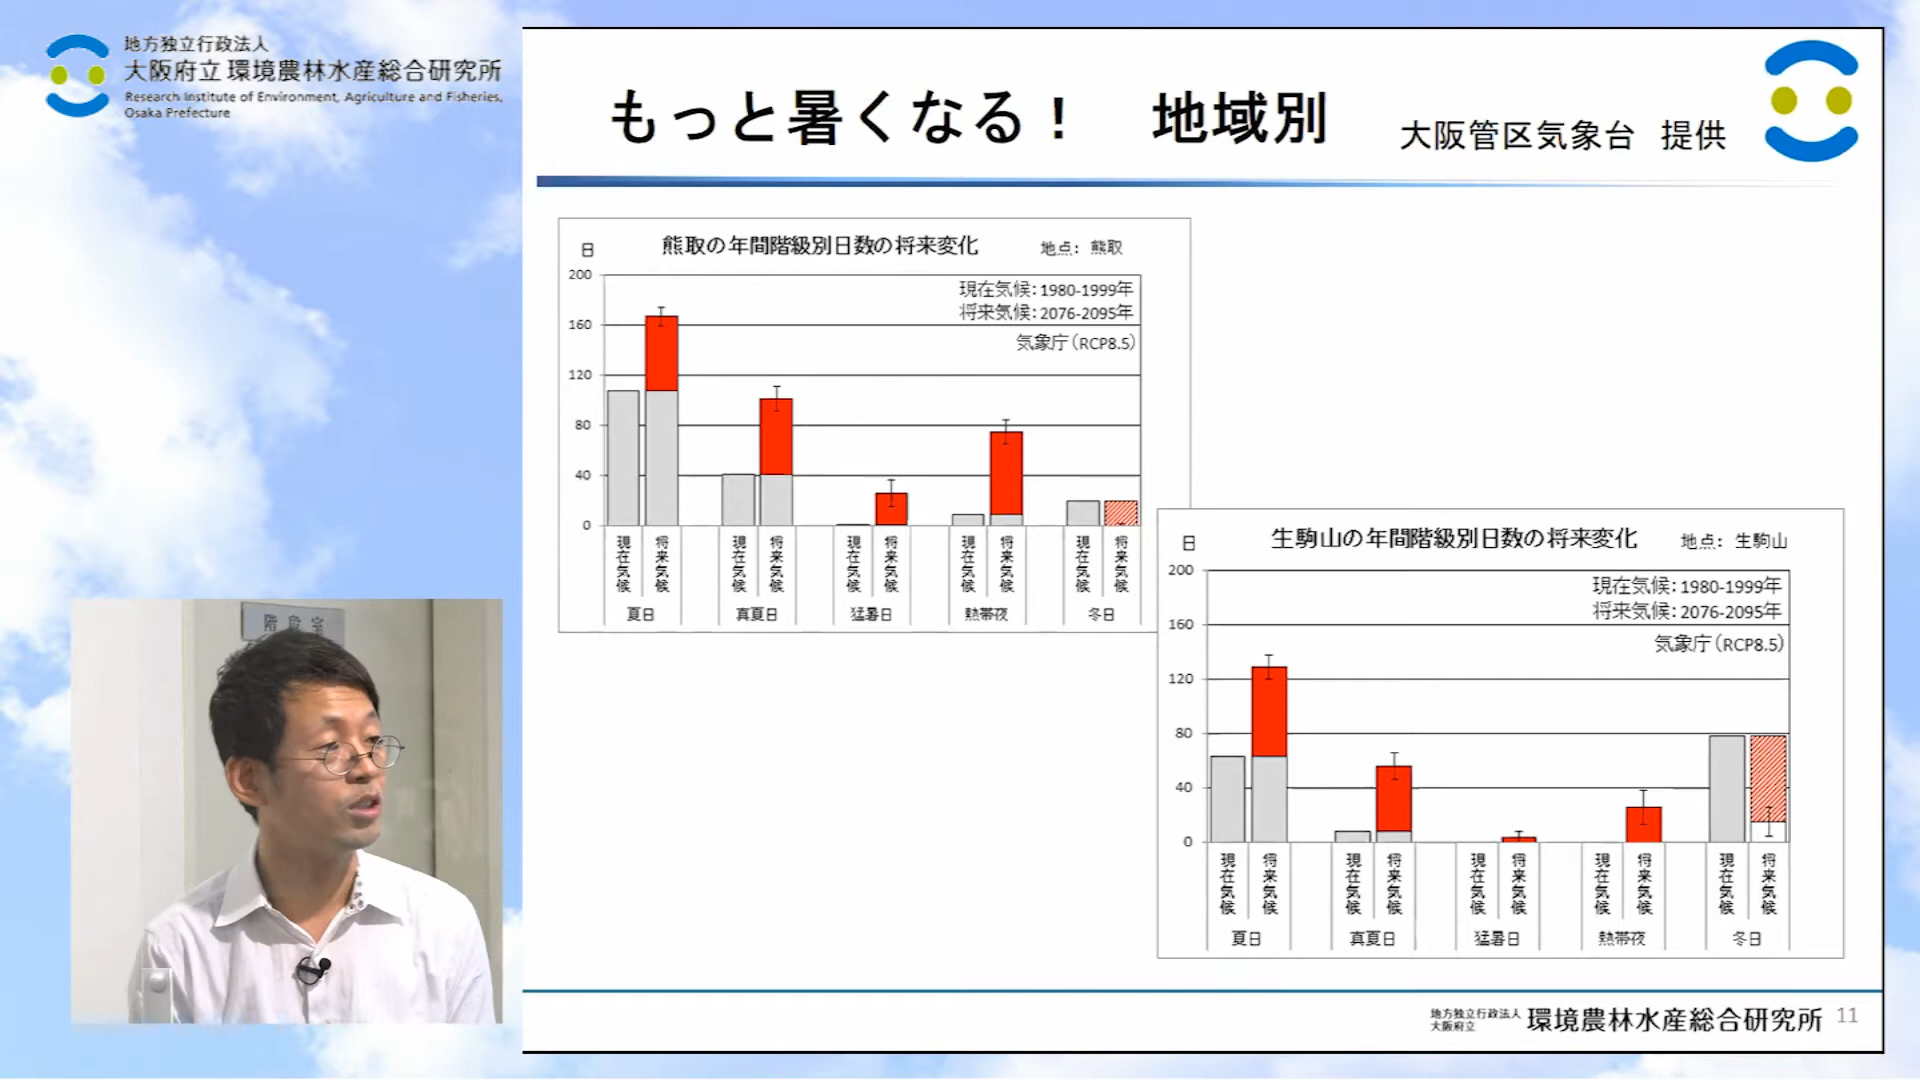 地方独立行政法人
大阪府立 環境農林水産総合研究所
Research Institute of Environment, Agriculture and Fisheries,
Osaka Prefecture
もっと暑くなる！ 地域別
大阪管区気象台 提供
日
熊取の年間階級別日数の将来変化
地点：熊取
現在気候：1980-1999年
将来気候：2076-2095年
気象庁（RCP8.5）
200
160
120
80
40
0
現在気候 将来気候 現在気候 将来気候 現在気候 将来気候 現在気候 将来気候 現在気候 将来気候
夏日 真夏日 猛暑日 熱帯夜 冬日
日
生駒山の年間階級別日数の将来変化
地点：生駒山
現在気候：1980-1999年
将来気候：2076-2095年
気象庁（RCP8.5）
200
160
120
80
40
0
現在気候 将来気候 現在気候 将来気候 現在気候 将来気候 現在気候 将来気候 現在気候 将来気候
夏日 真夏日 猛暑日 熱帯夜 冬日
階段室
地方独立行政法人
大阪府立
環境農林水産総合研究所
11